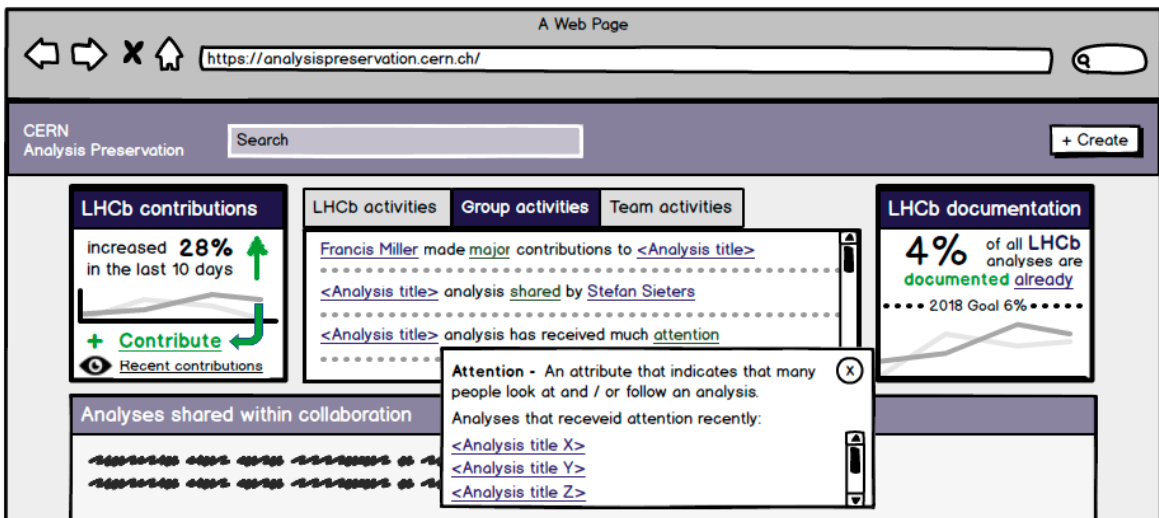 A Web Page
https://analysispreservation.cern.ch/
CERN
Analysis Preservation
Search
+ Create
LHCb contributions
increased 28%
in the last 10 days
+ Contribute
Recent contributions
LHCb activities
Group activities
Team activities
Francis Miller made major contributions to <Analysis title>
<Analysis title> analysis shared by Stefan Sieters
<Analysis title> analysis has received much attention
LHCb documentation
4% of all LHCb
analyses are
documented already
2018 Goal 6%
Attention - An attribute that indicates that many
people look at and / or follow an analysis.
X
Analyses that receveid attention recently:
<Analysis title X>
<Analysis title Y>
<Analysis title Z>
Analyses shared within collaboration